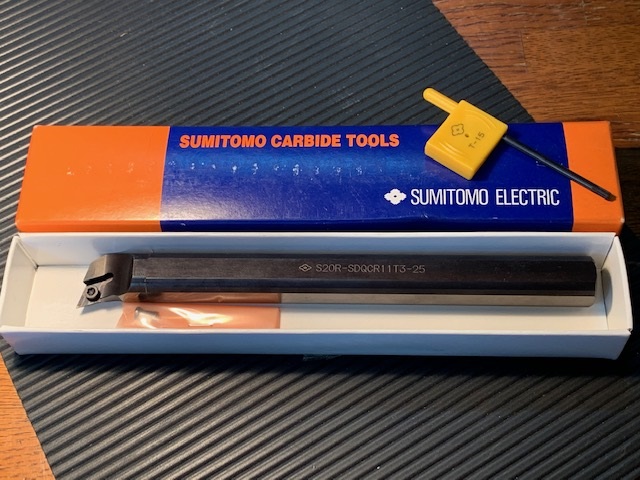 SUMITOMO CARBIDE TOOLS
T-15
SUMITOMO ELECTRIC
S20R-SDQCR11T3-25